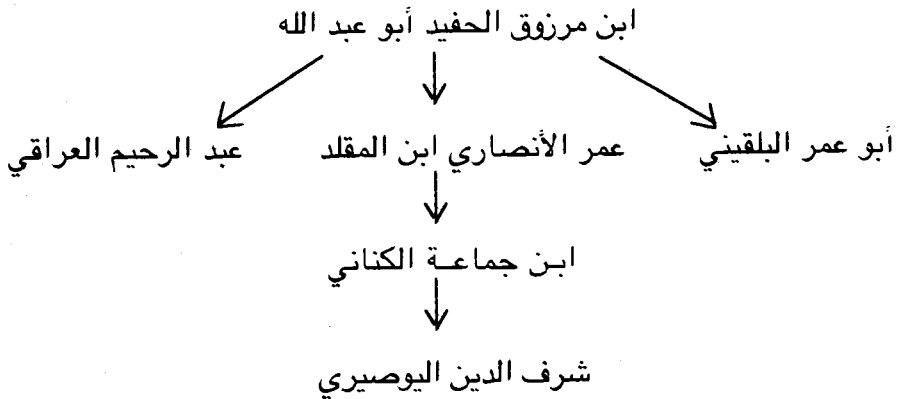 ابن مرزوق الحفيد أبو عبد الله
أبو عمر البلقيني
عمر الأنصاري ابن المقلد
عبد الرحيم العراقي
ابن جماعة الكناني
شرف الدين اليوصيري